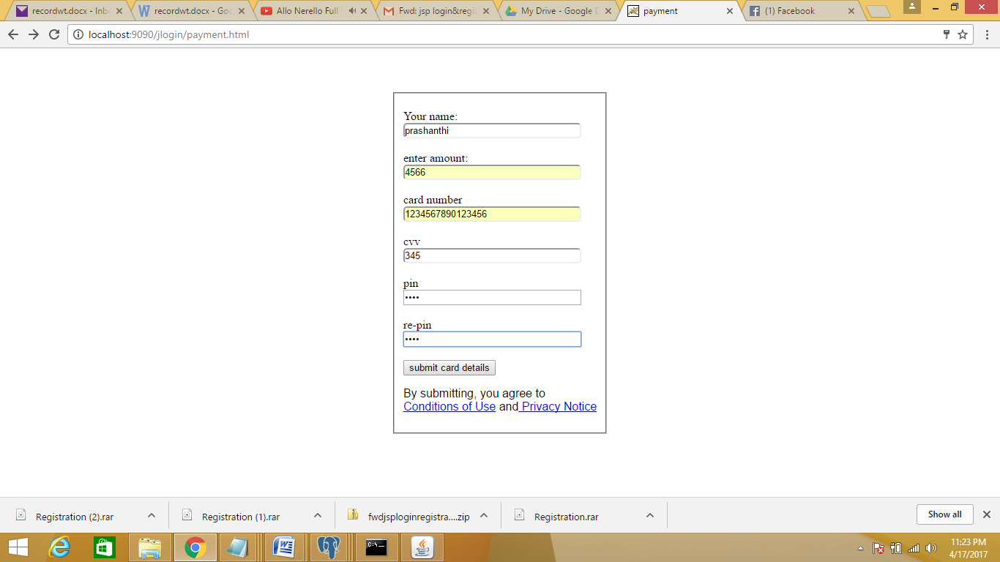 recordwt.docx - Inb
recordwt.docx - Goo
Allo Nerello Full
Fwd: jsp login&regi
My Drive - Google D
payment
(1) Facebook
localhost:9090/jlogin/payment.html
Your name:
prashanthi
enter amount:
4566
card number
1234567890123456
cvv
345
pin
••••
re-pin
••••
submit card details
By submitting, you agree to
Conditions of Use and Privacy Notice
Registration (2).rar
Registration (1).rar
fwdjsploginregistra....zip
Registration.rar
Show all
11:23 PM
4/17/2017